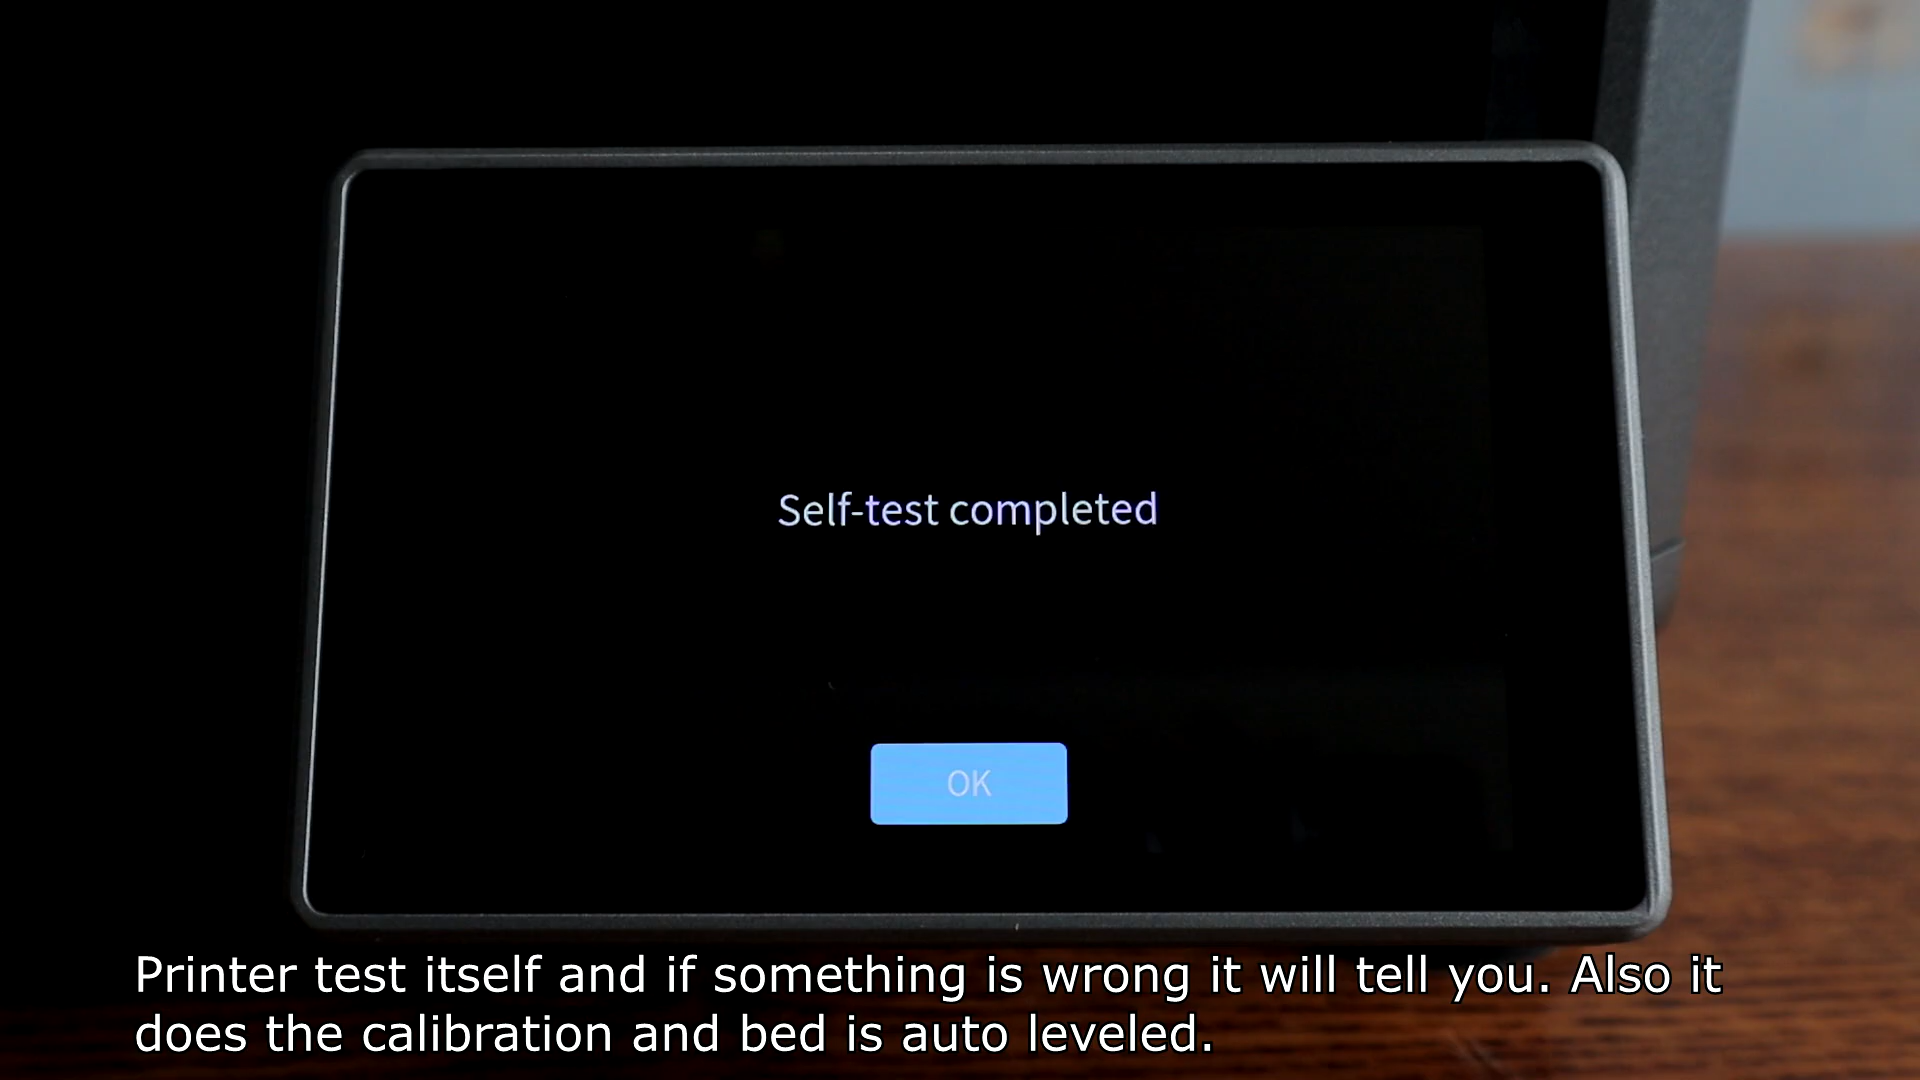 Self-test completed
OK
Printer test itself and if something is wrong it will tell you. Also it
does the calibration and bed is auto leveled.